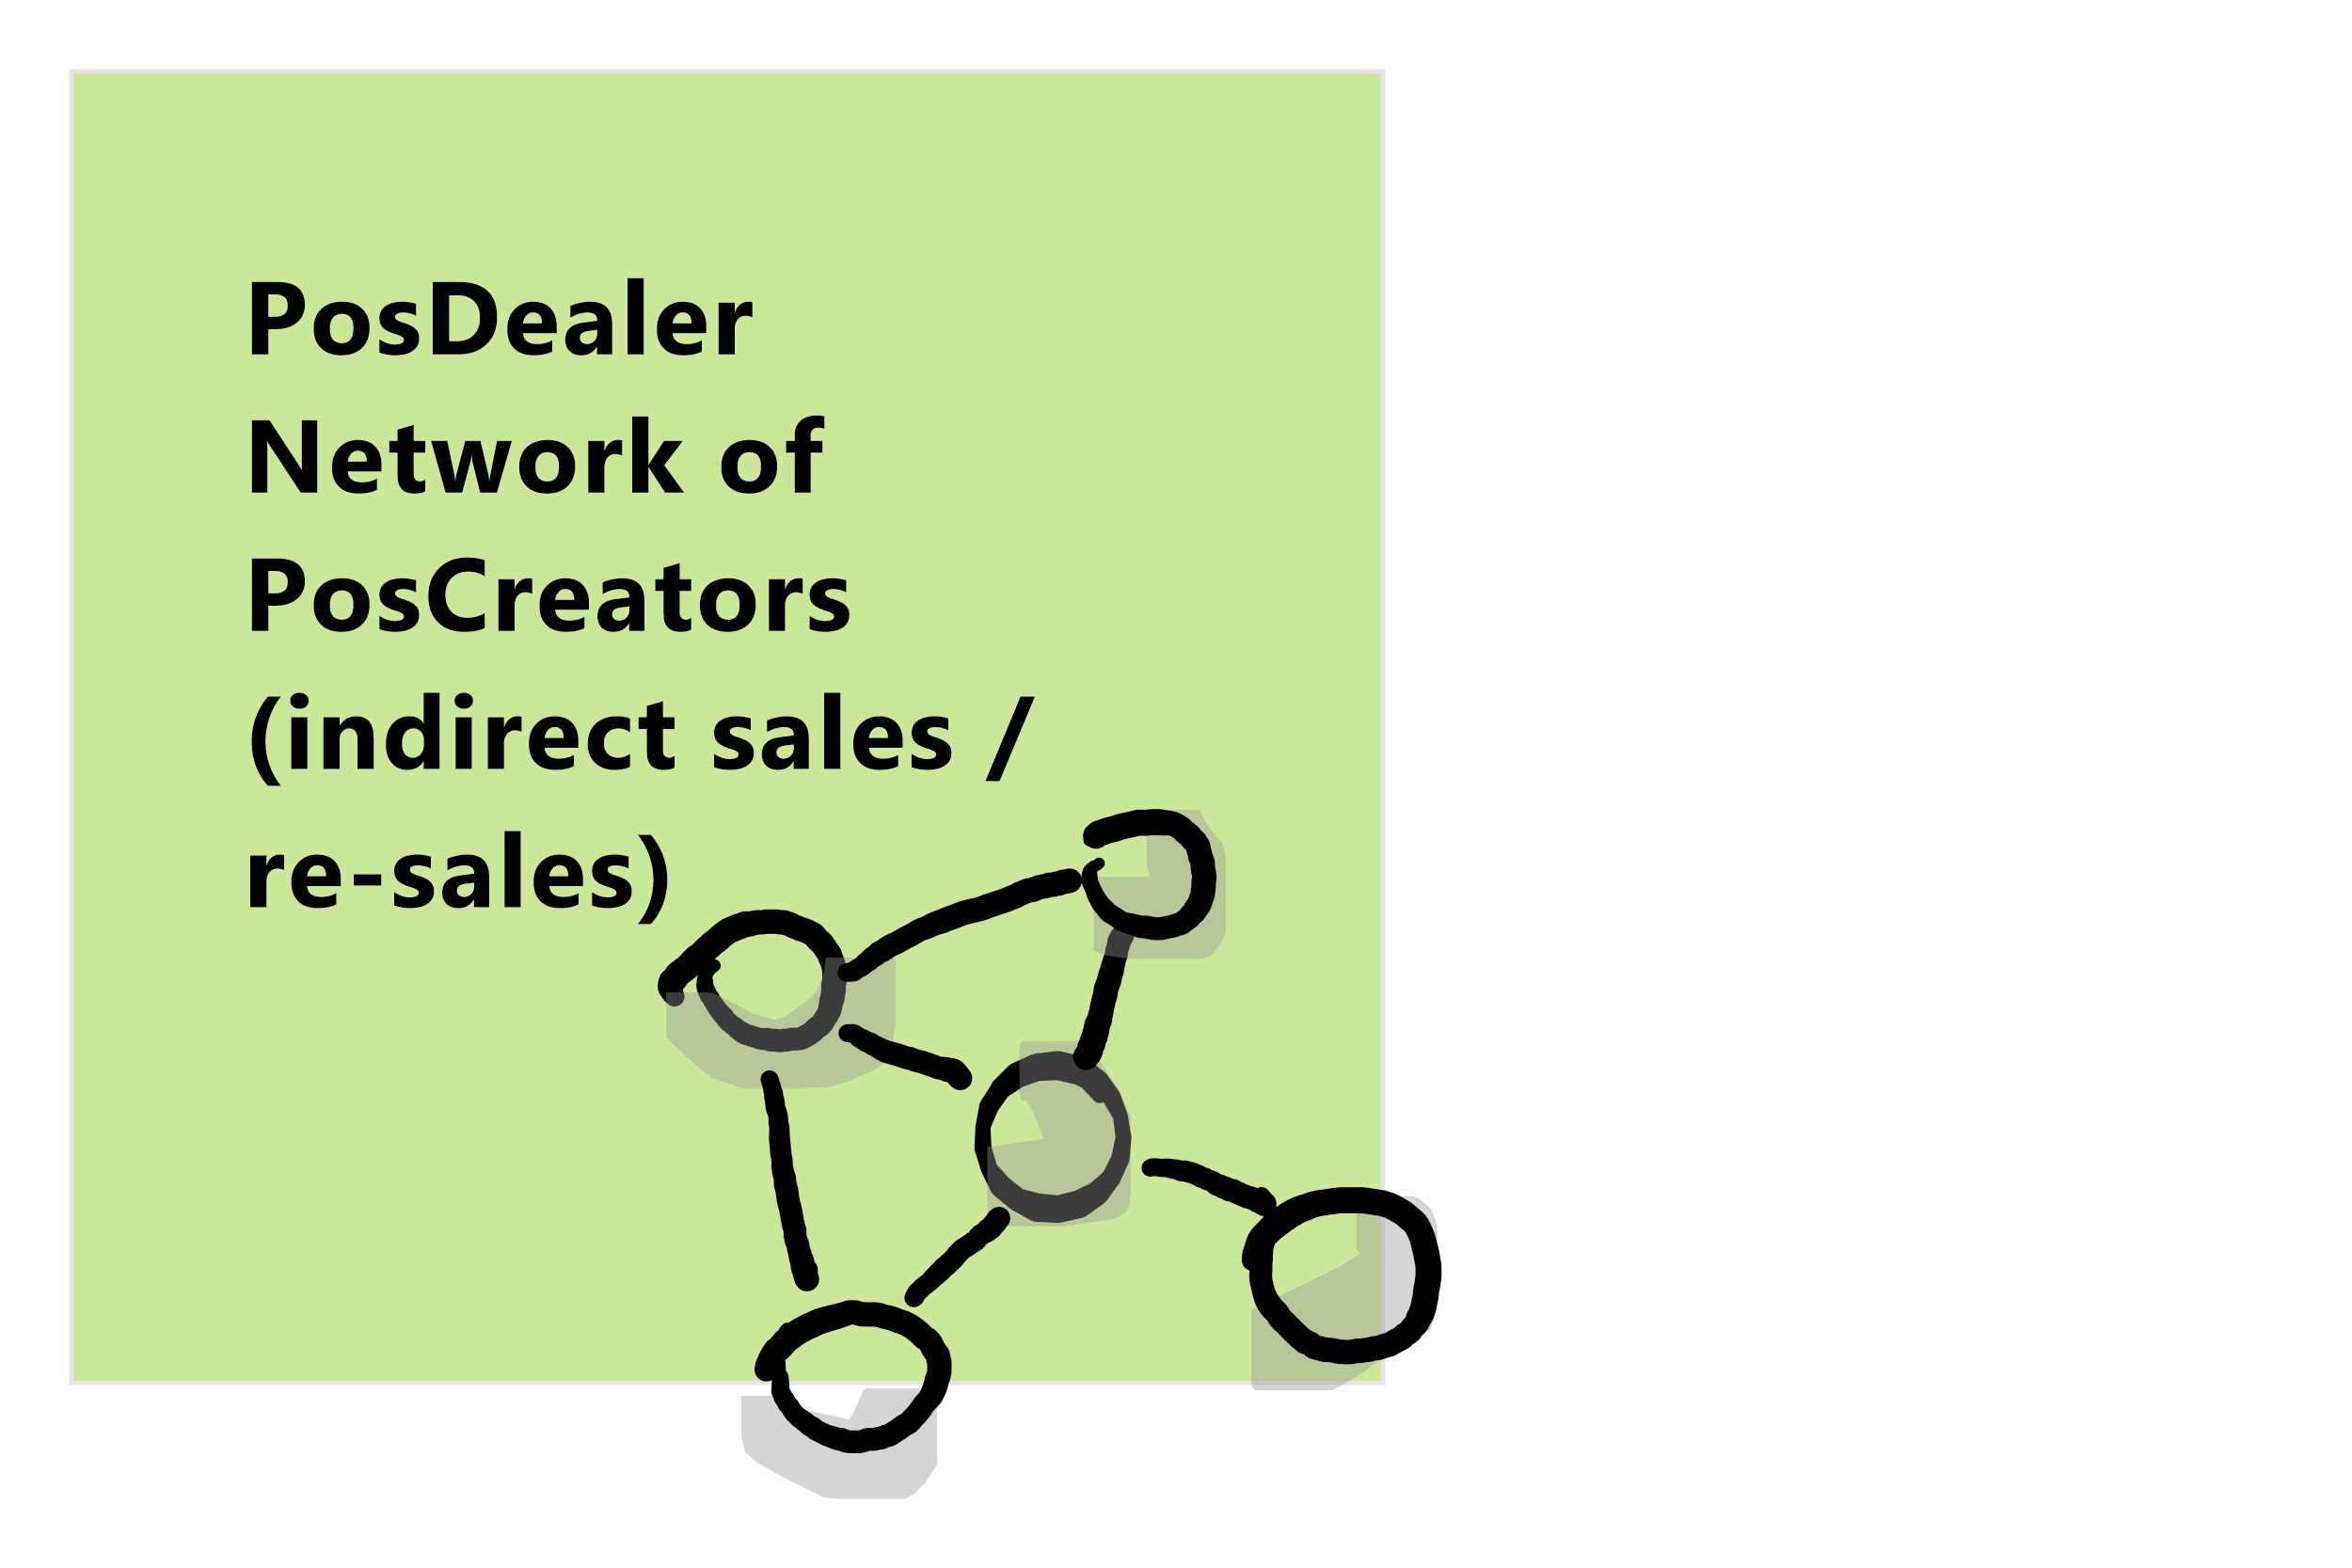 PosDealer
Network of
PosCreators
(indirect sales /
re-sales)